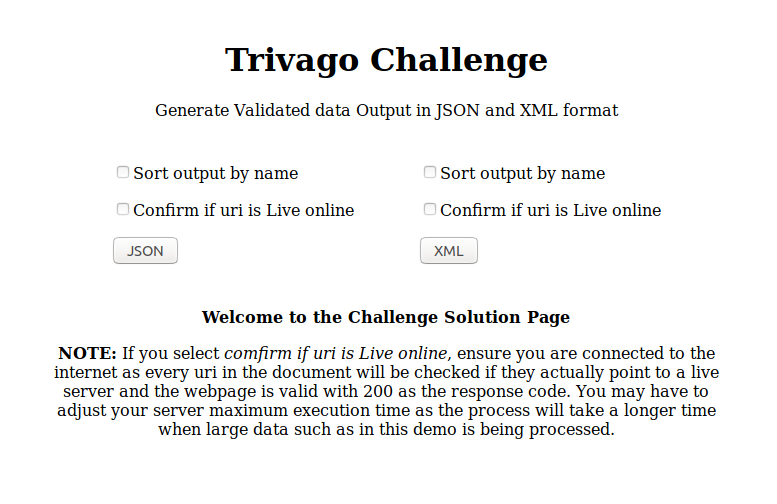 Trivago Challenge
Generate Validated data Output in JSON and XML format
Sort output by name
Confirm if uri is Live online
JSON
Sort output by name
Confirm if uri is Live online
XML
Welcome to the Challenge Solution Page
NOTE: If you select comfirm if uri is Live online, ensure you are connected to the
internet as every uri in the document will be checked if they actually point to a live
server and the webpage is valid with 200 as the response code. You may have to
adjust your server maximum execution time as the process will take a longer time
when large data such as in this demo is being processed.